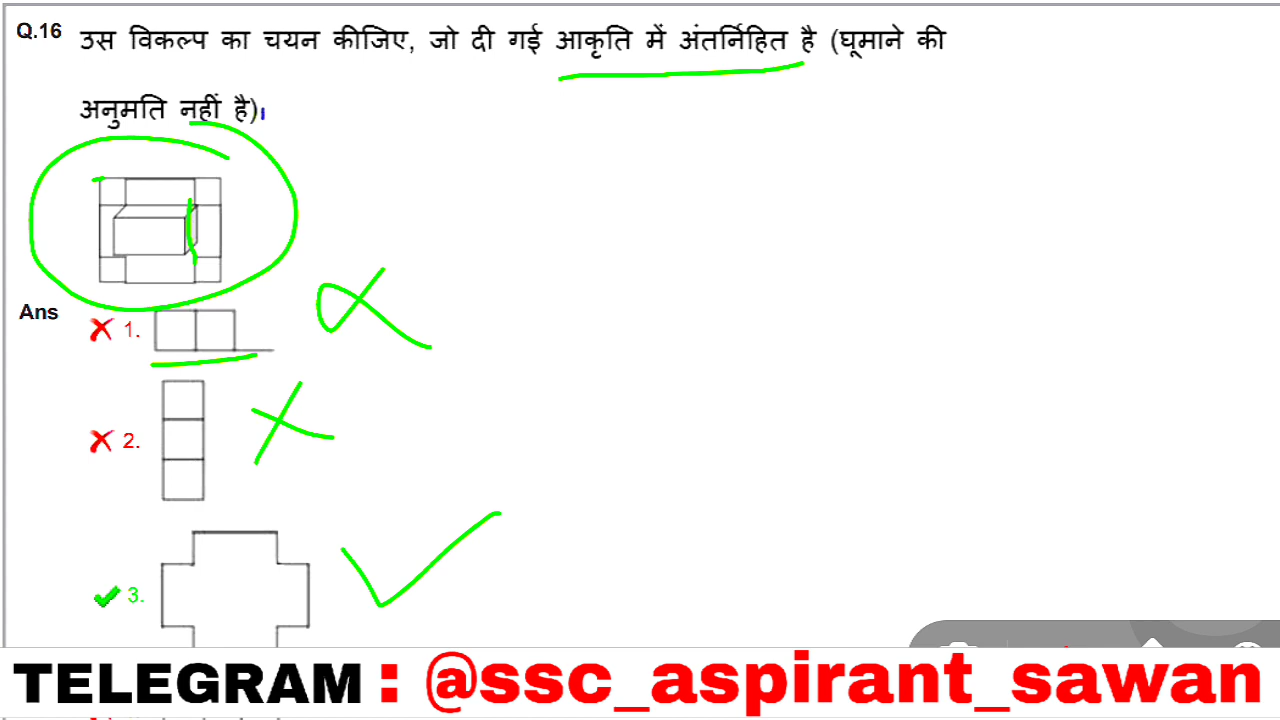 Q.16 उस विकल्प का चयन कीजिए, जो दी गई आकृति में अंतर्निहित है (घूमाने की
अनुमति नहीं है)।
Ans
1.
2.
3.
TELEGRAM : @ssc_aspirant_sawan